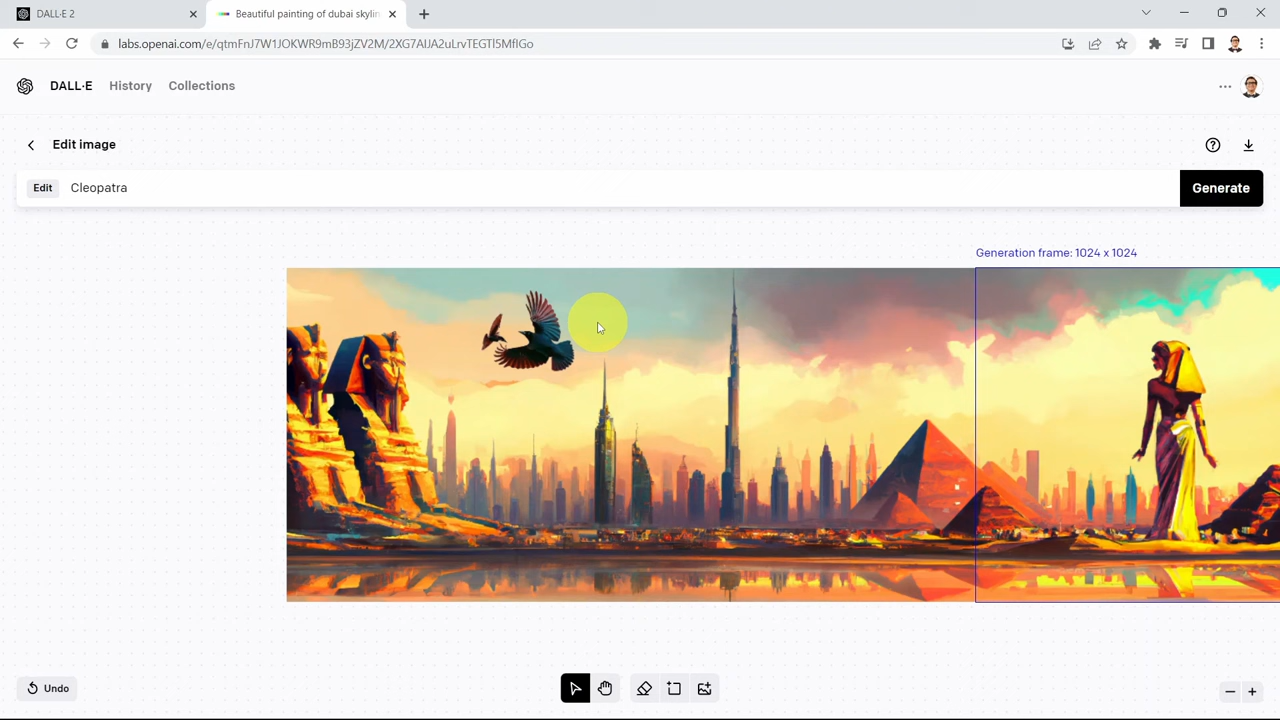 DALL·E 2
Beautiful painting of dubai skylin
labs.openai.com/e/qtmFnJ7W1JOKWR9mB93jZV2M/2XG7AIJA2uLrvTEGTl5MflGo
DALL·E History Collections
Edit image
Edit Cleopatra Generate
Generation frame: 1024 x 1024
Undo